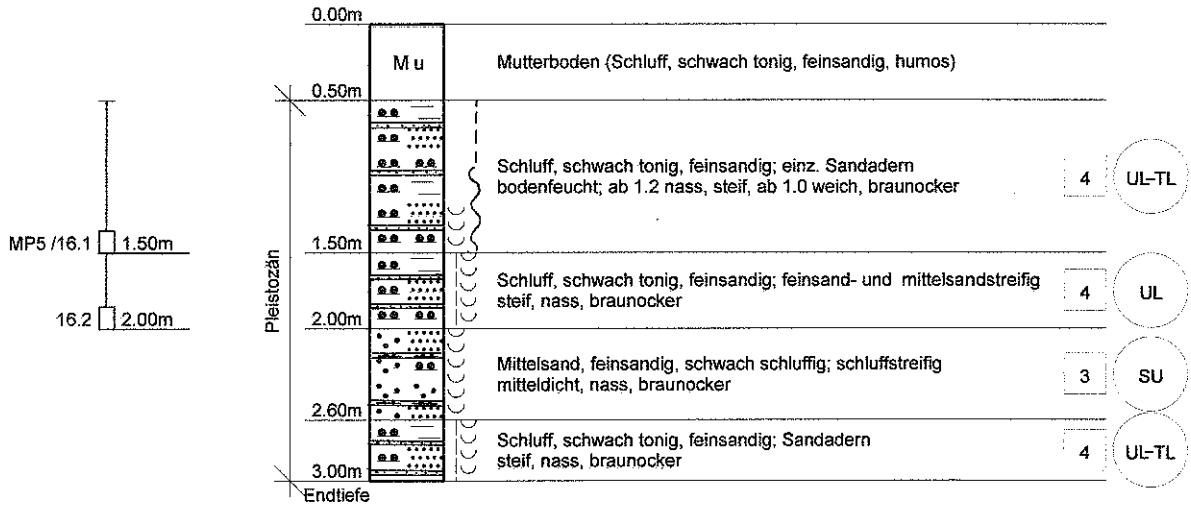 0.00m
Mu
Mutterboden (Schluff, schwach tonig, feinsandig, humos)
0.50m
Schluff, schwach tonig, feinsandig; einz. Sandadern
bodenfeucht; ab 1.2 nass, steif, ab 1.0 weich, braunocker
4
UL-TL
MP5 /16.1
1.50m
1.50m
Pleistozän
Schluff, schwach tonig, feinsandig; feinsand- und mittelsandstreifig
steif, nass, braunocker
4
UL
16.2
2.00m
2.00m
Mittelsand, feinsandig, schwach schluffig; schluffstreifig
mitteldicht, nass, braunocker
3
SU
2.60m
Schluff, schwach tonig, feinsandig; Sandadern
steif, nass, braunocker
4
UL-TL
3.00m
Endtiefe